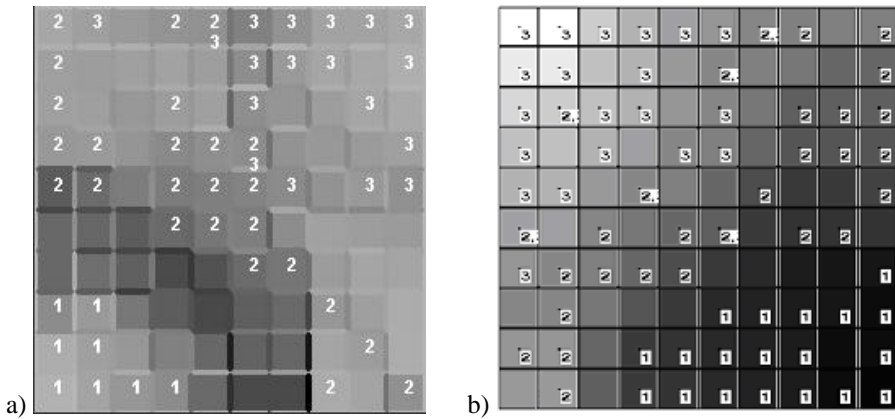 2 3 2 2 3 3 3 3 3
3
2 3 3 3 3
2 2 3 3
2 2 2 2 2 3
3
2 2 2 2 2 3 3 3
2 2 2
2 2
1 1 2
1 1 2
1 1 1 1 2 2
a)
3 3 3 3 3 3 2, 2 2
3 3 3 2, 2
3 2, 3 3 3 2 2 2
3 3 3 3 2 2 2
3 3 2, 2 2
2, 2 2 2, 2 2
3 2 2 2 2 1
2 1 1 1 1 1
2 2 1 1 1 1 1 1 1
2 1 1 1 1 1 1 1
b)